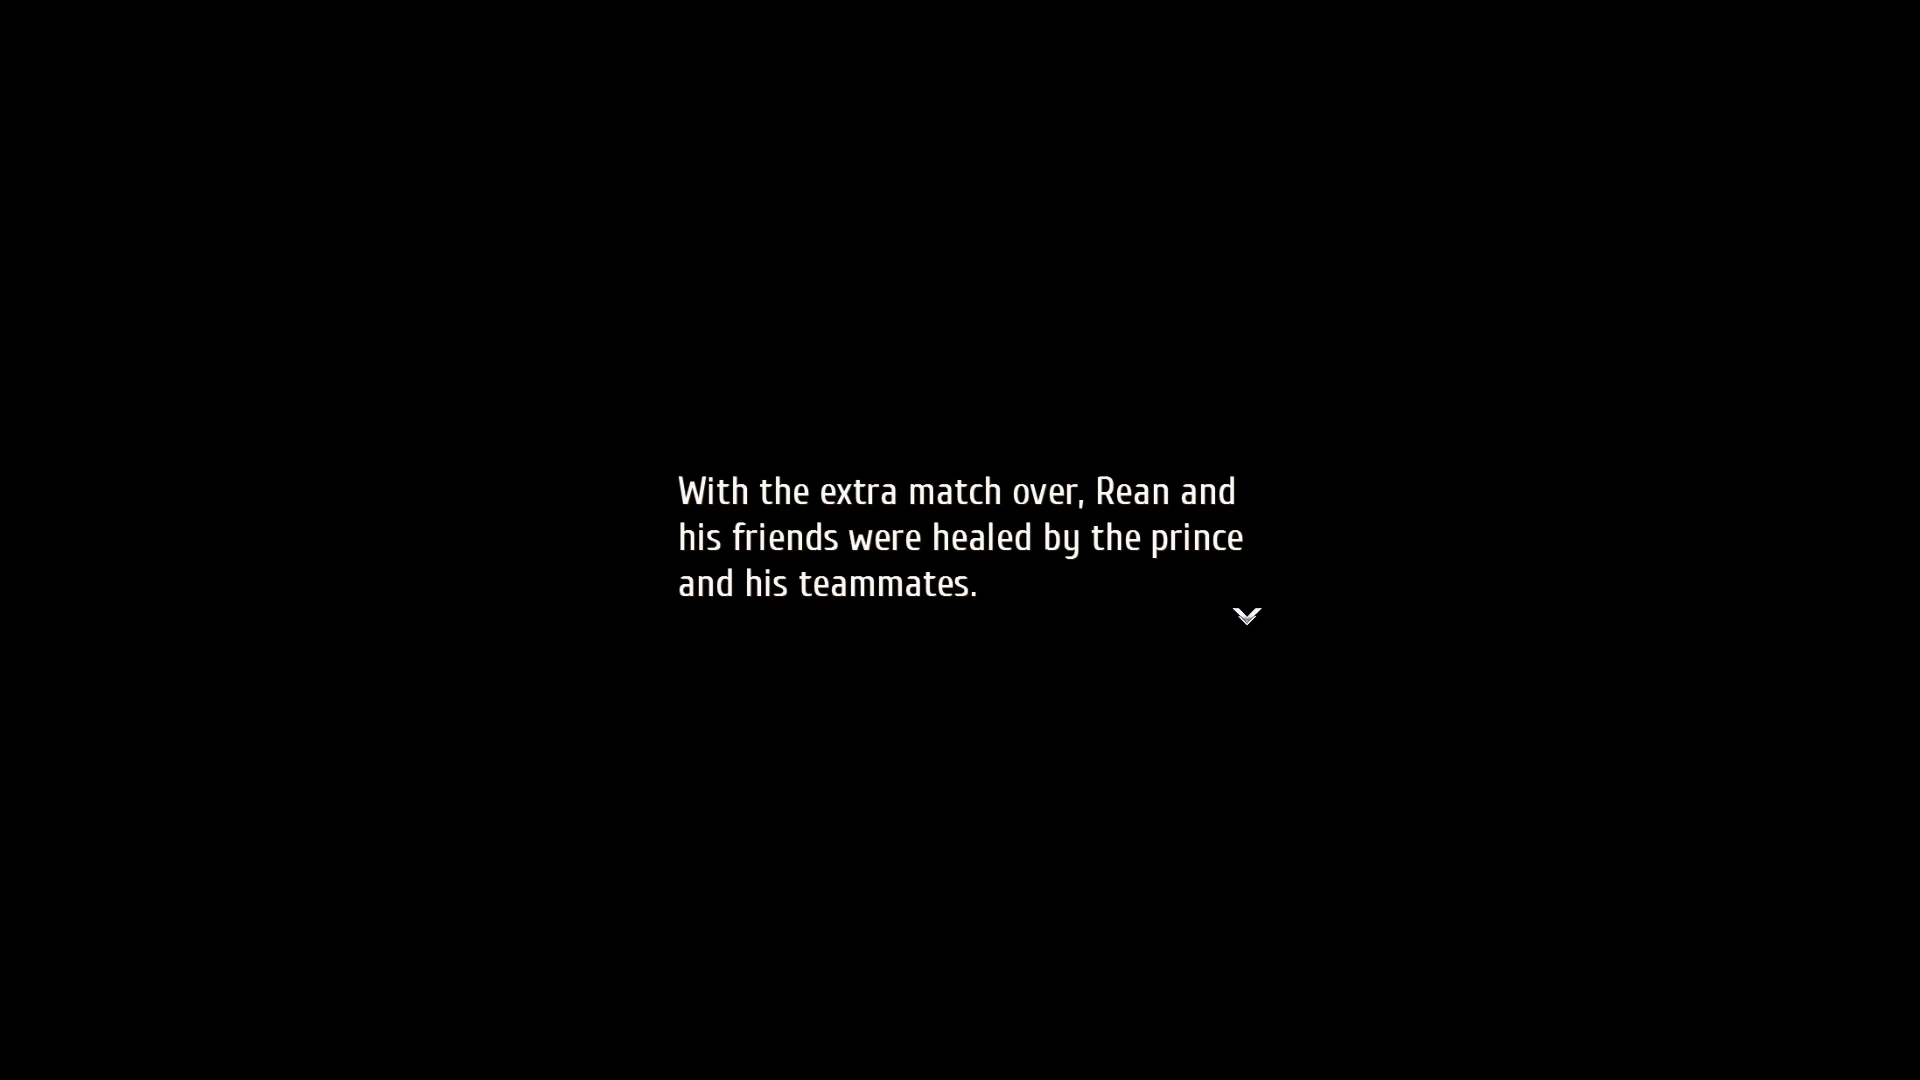 With the extra match over, Rean and
his friends were healed by the prince
and his teammates.